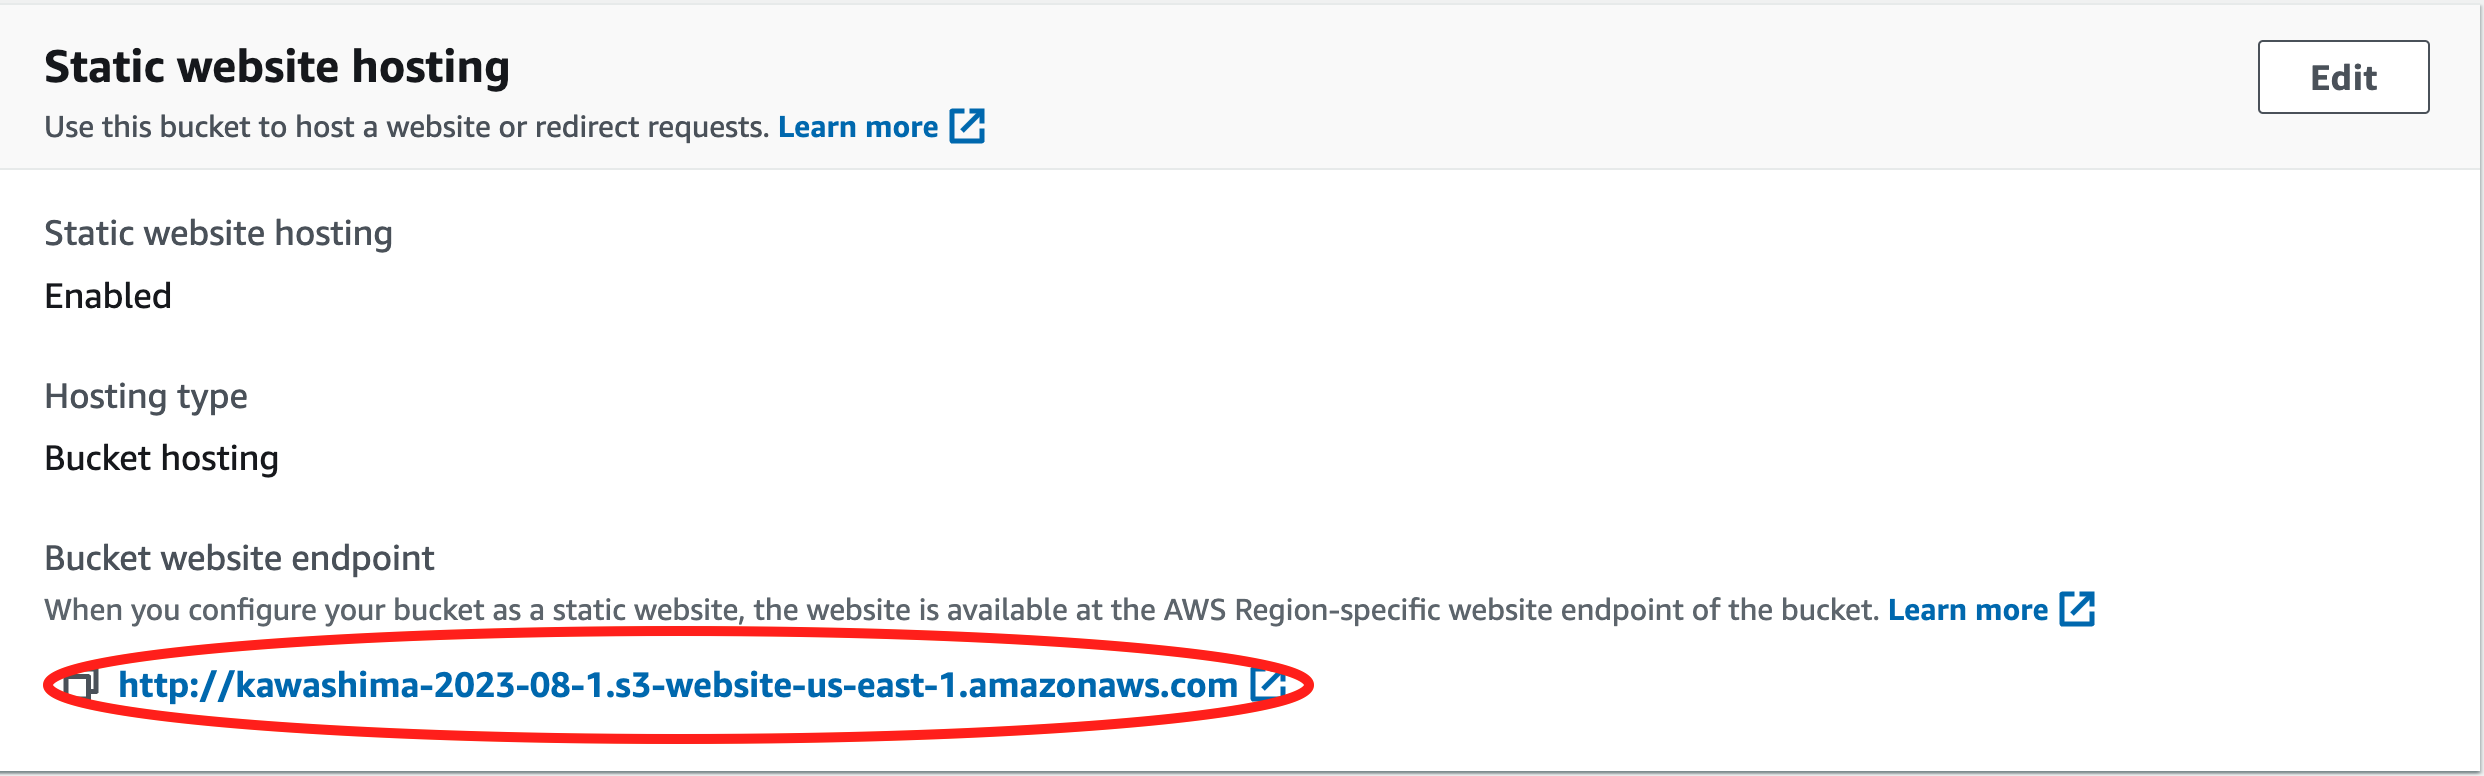 Static website hosting
Edit
Use this bucket to host a website or redirect requests. Learn more
Static website hosting
Enabled
Hosting type
Bucket hosting
Bucket website endpoint
When you configure your bucket as a static website, the website is available at the AWS Region-specific website endpoint of the bucket. Learn more
http://kawashima-2023-08-1.s3-website-us-east-1.amazonaws.com